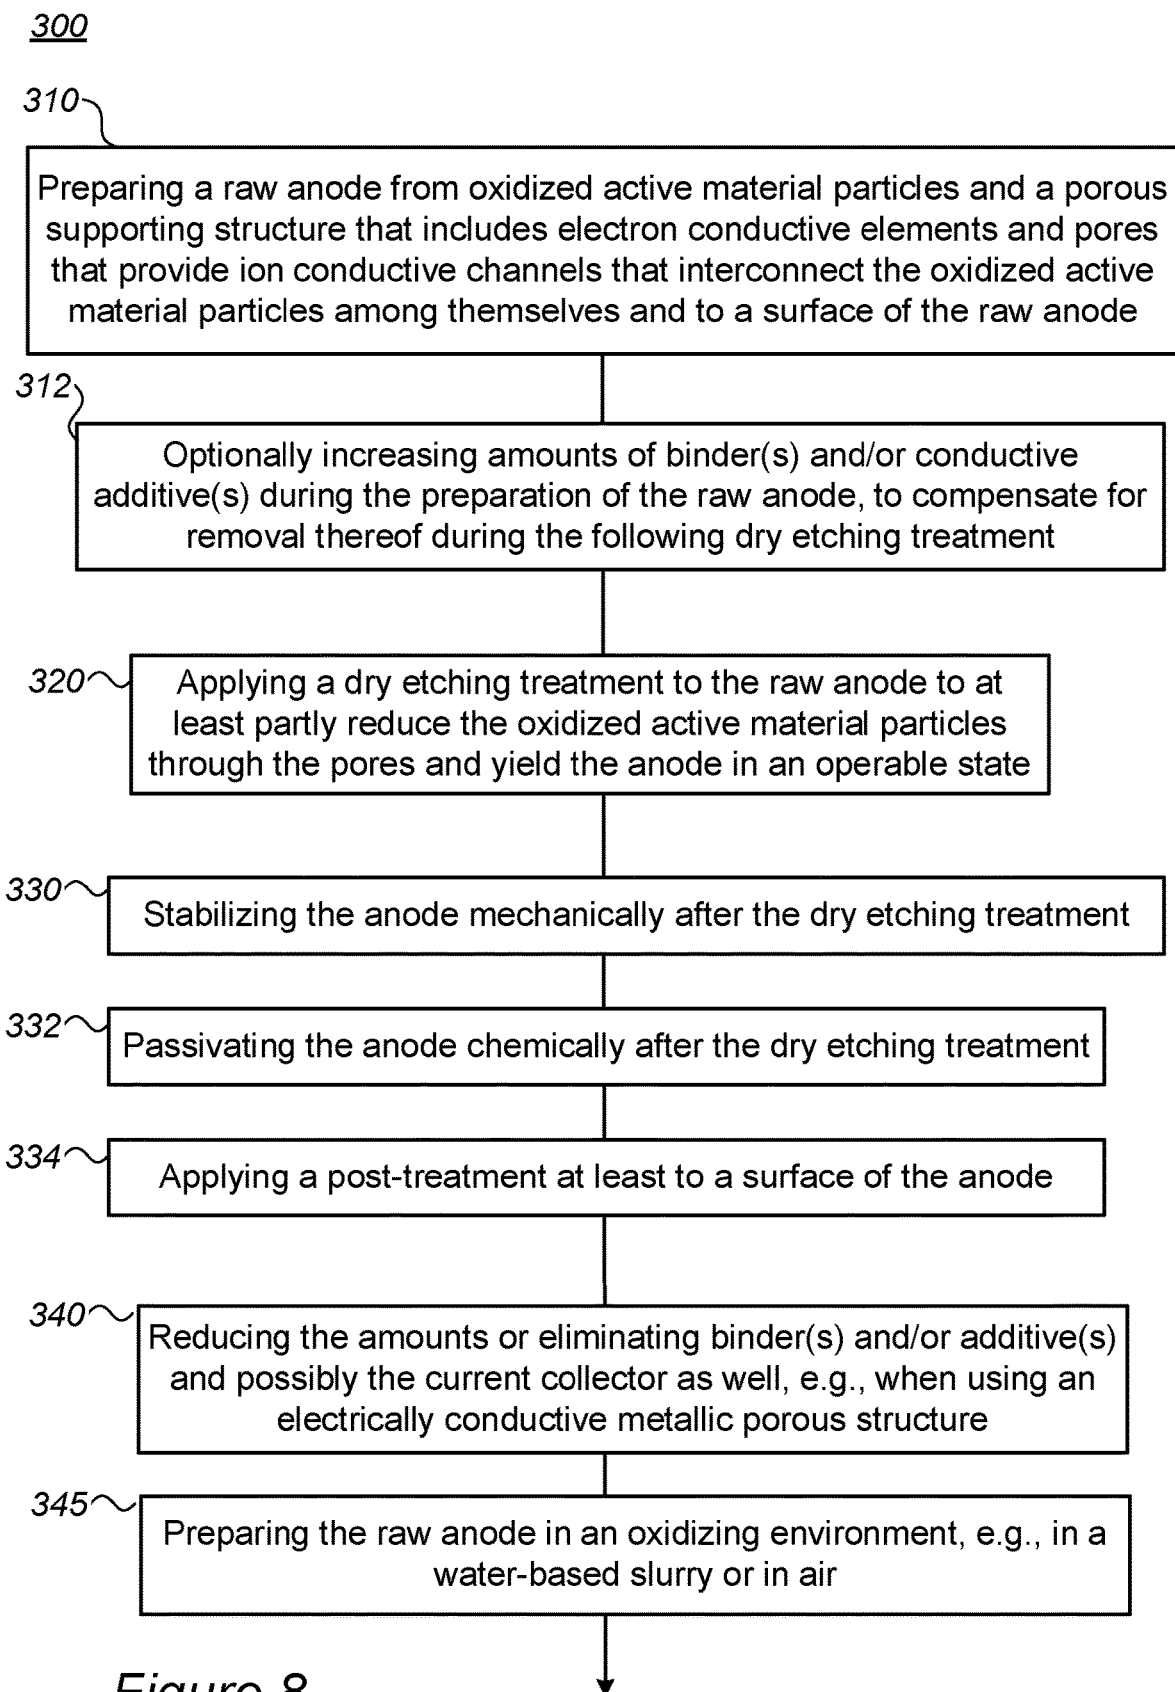 300
310
Preparing a raw anode from oxidized active material particles and a porous
supporting structure that includes electron conductive elements and pores
that provide ion conductive channels that interconnect the oxidized active
material particles among themselves and to a surface of the raw anode
312
Optionally increasing amounts of binder(s) and/or conductive
additive(s) during the preparation of the raw anode, to compensate for
removal thereof during the following dry etching treatment
320
Applying a dry etching treatment to the raw anode to at
least partly reduce the oxidized active material particles
through the pores and yield the anode in an operable state
330
Stabilizing the anode mechanically after the dry etching treatment
332
Passivating the anode chemically after the dry etching treatment
334
Applying a post-treatment at least to a surface of the anode
340
Reducing the amounts or eliminating binder(s) and/or additive(s)
and possibly the current collector as well, e.g., when using an
electrically conductive metallic porous structure
345
Preparing the raw anode in an oxidizing environment, e.g., in a
water-based slurry or in air
Figure 8